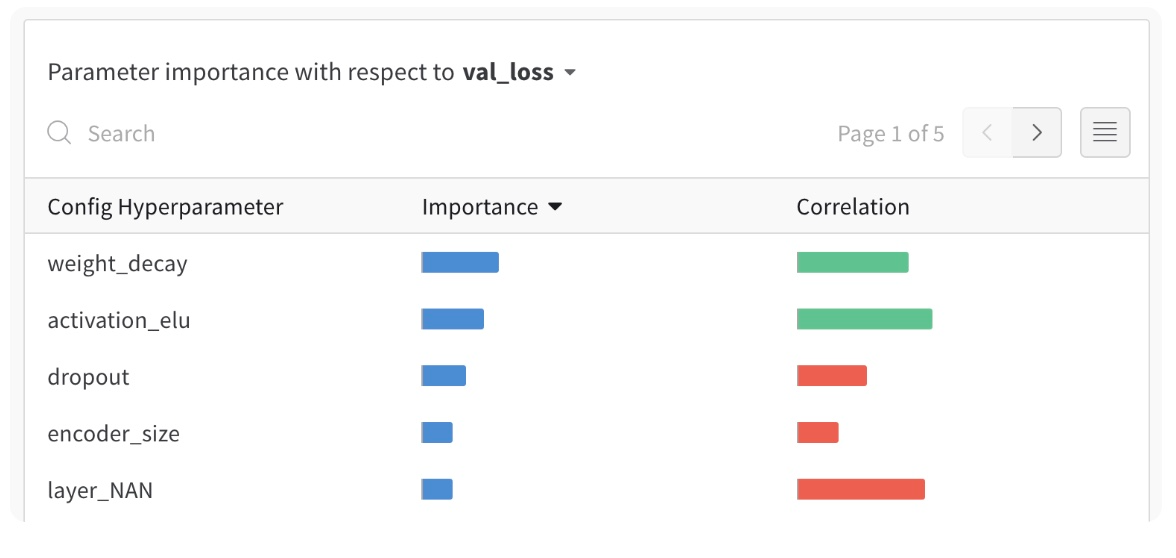 Parameter importance with respect to val_loss
Search
Page 1 of 5
Config Hyperparameter Importance Correlation
weight_decay
activation_elu
dropout
encoder_size
layer_NAN